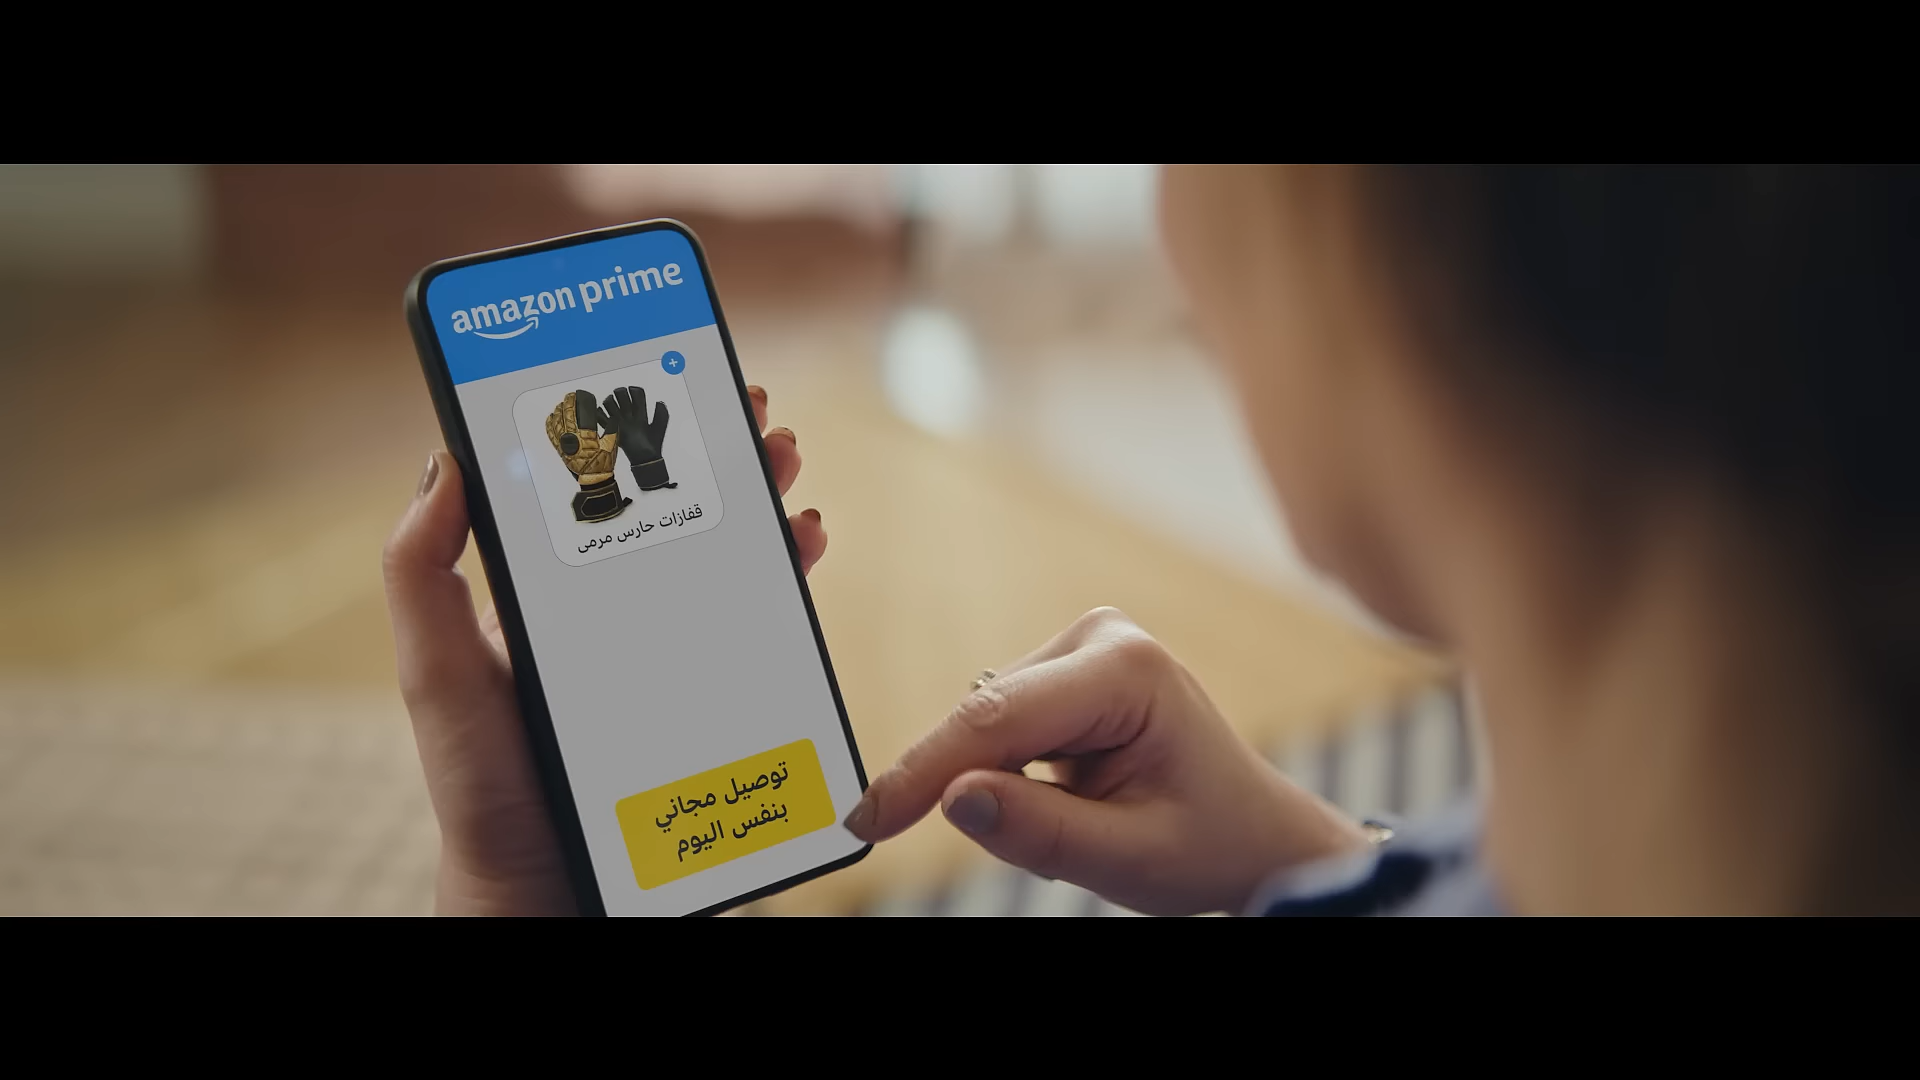 amazon prime
قفازات حارس مرمى
توصيل مجاني
بنفس اليوم